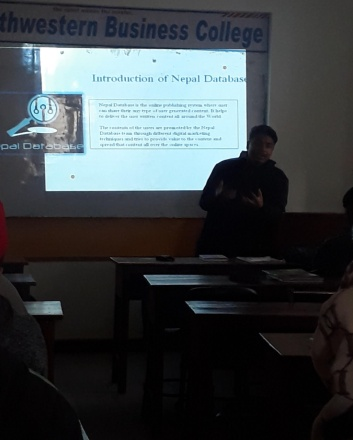 thwestern Business College
Introduction of Nepal Database
Nepal Database is the online publishing system where user
can share their any type of user generated content. It helps
to deliver the user written content all around the World.
The contents of the users are promoted by the Nepal
Database team through different digital marketing
techniques and tries to provide value to the content and
spread that content all over the online spaces.
pal Database